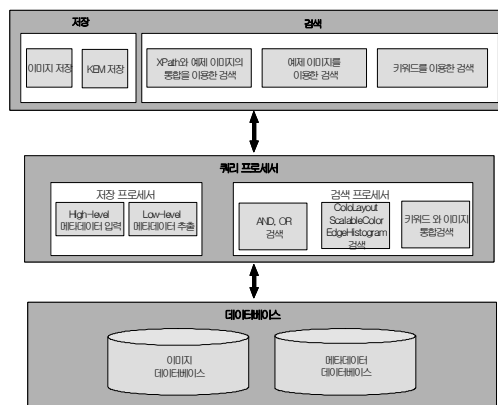 저장
검색
이미지 저장
KEM 저장
XPath와 예제 이미지의
통합을 이용한 검색
예제 이미지를
이용한 검색
키워드를 이용한 검색
쿼리 프로세서
저장 프로세서
High-level
메타데이터 입력
Low-level
메타데이터 추출
검색 프로세서
AND, OR
검색
ColoLayout
ScalableColor
EdgeHistogram
검색
키워드 와 이미지
통합검색
데이터베이스
이미지
데이터베이스
메타데이터
데이터베이스